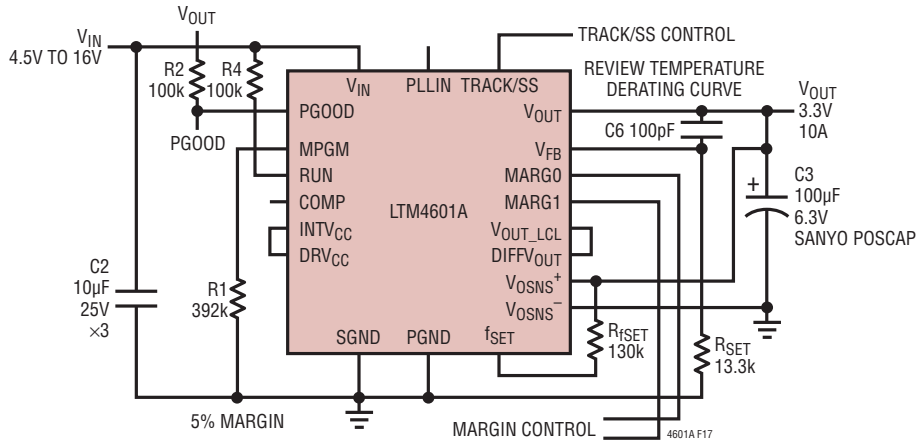 VOUT
VIN
4.5V TO 16V
R2
100k
R4
100k
PGOOD
TRACK/SS CONTROL
REVIEW TEMPERATURE
DERATING CURVE
VIN
PLLIN
TRACK/SS
PGOOD
MPGM
RUN
COMP
INTVCC
DRVCC
LTM4601A
VOUT
VFB
MARG0
MARG1
VOUT_LCL
DIFFVOUT
VOSNS+
VOSNS–
SGND
PGND
fSET
C6 100pF
VOUT
3.3V
10A
+
C3
100µF
6.3V
SANYO POSCAP
C2
10µF
25V
×3
R1
392k
RfSET
130k
RSET
13.3k
5% MARGIN
MARGIN CONTROL
4601A F17